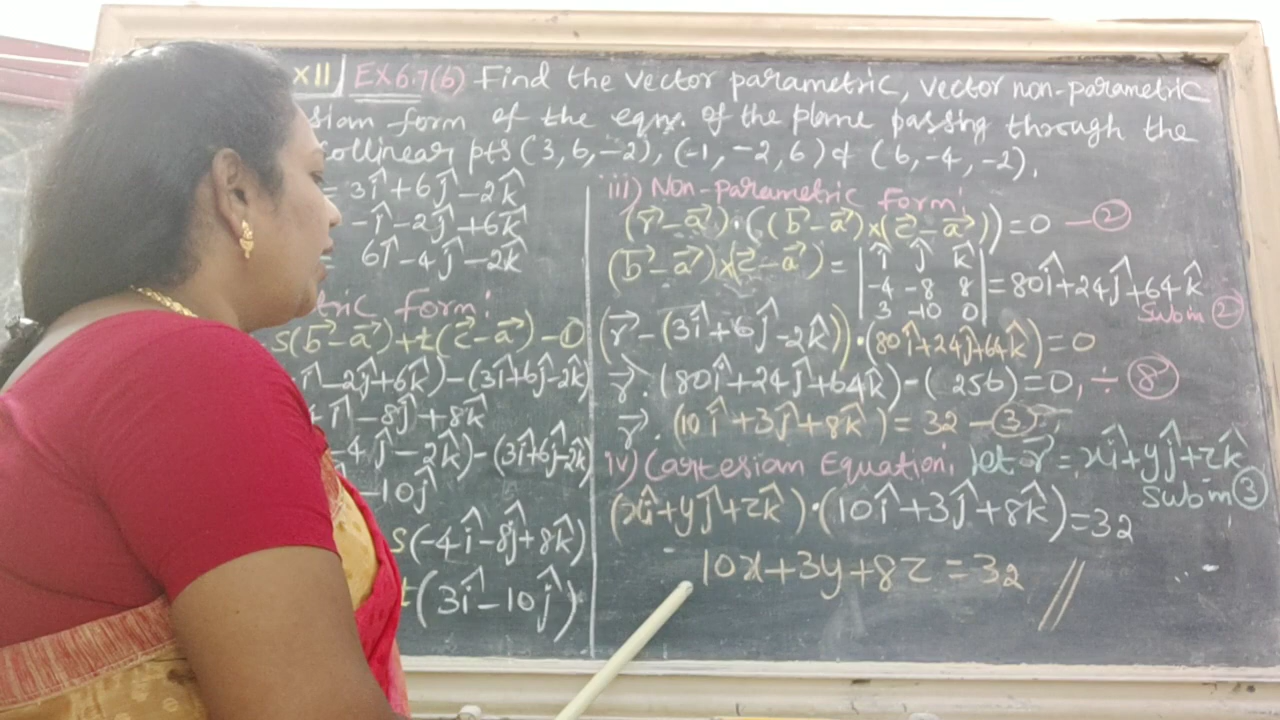 XII | EX 6.7(b) Find the vector parametric, vector non-parametric
sian form of the eqn. of the plane passing through the
collinear pts (3, 6, -2), (-1, -2, 6) & (6, -4, -2).
= 3î + 6ĵ - 2k̂
-î - 2ĵ + 6k̂
= 6î - 4ĵ - 2k̂
tric form:
s(b⃗ - a⃗) + t(c⃗ - a⃗) - ①
î - 2ĵ + 6k̂) - (3î + 6ĵ - 2k̂)
î - 8ĵ + 8k̂
-4ĵ - 2k̂) - (3î + 6ĵ - 2k̂)
- 10ĵ
s(-4î - 8ĵ + 8k̂)
t(3î - 10ĵ)
iii) Non-parametric form:
(r⃗ - a⃗)·((b⃗ - a⃗) × (c⃗ - a⃗)) = 0 - ②
(b⃗ - a⃗) × (c⃗ - a⃗) = | î ĵ k̂
-4 -8 8
3 -10 0 | = 80î + 24ĵ + 64k̂
Sub in ②
(r⃗ - (3î + 6ĵ - 2k̂))·(80î + 24ĵ + 64k̂) = 0
r⃗·(80î + 24ĵ + 64k̂) - (256) = 0, ÷ ⑧
r⃗·(10î + 3ĵ + 8k̂) = 32 - ③
iv) Cartesian Equation: let r⃗ = xî + yĵ + zk̂
Sub in ③
(xî + yĵ + zk̂)·(10î + 3ĵ + 8k̂) = 32
10x + 3y + 8z = 32 //